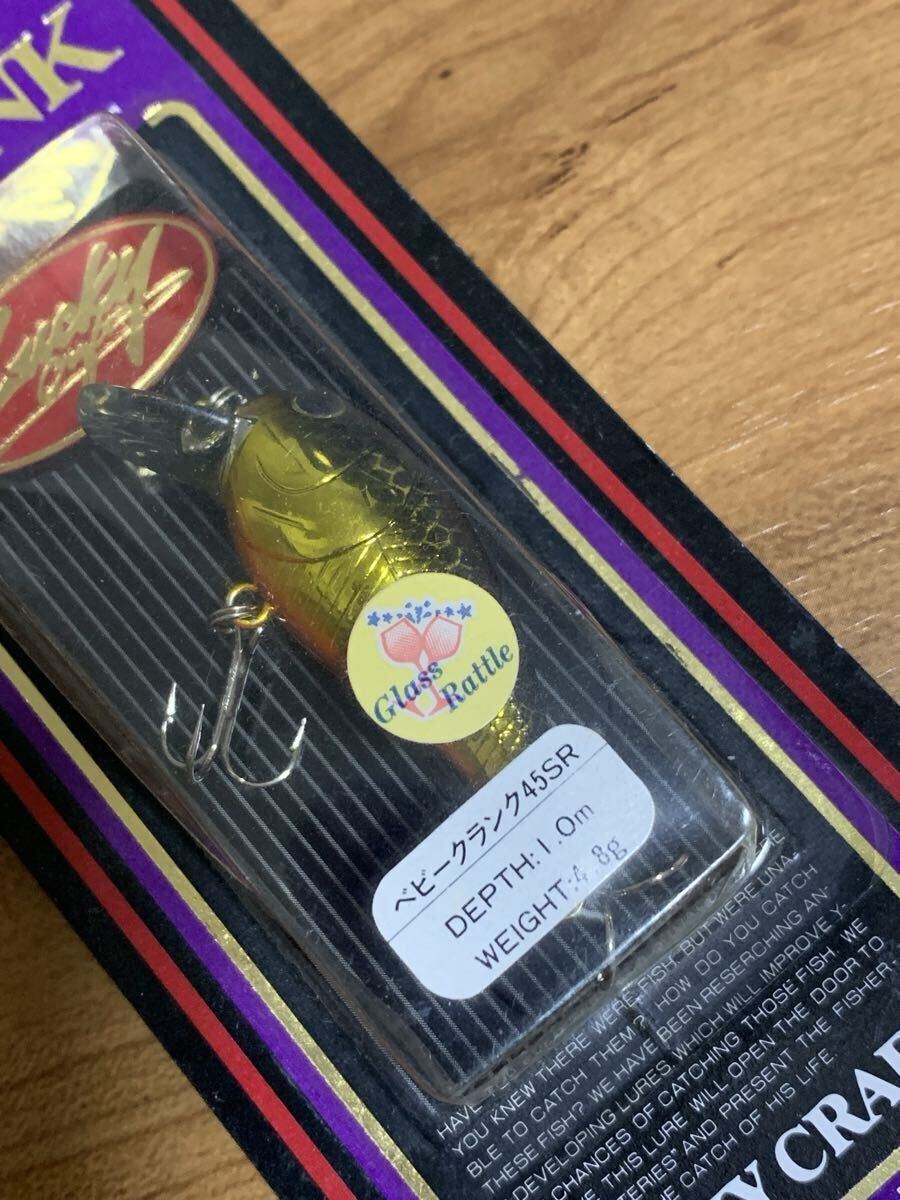 NK
Lucky
Craft
Glass
Rattle
ベビークランク45SR
DEPTH:1.0m
WEIGHT:4.8g
HAVE
YOU KNEW THERE WERE FISH BUT WERE UNA-
BLE TO CATCH THEM? HOW DO YOU CATCH
THESE FISH? WE HAVE BEEN RESERCHING AN-
DEVELOPING LURES WHICH WILL IMPROVE Y-
CHANCES OF CATCHING THOSE FISH. WE
THIS LURE WILL OPEN THE DOOR TO
SERIES" AND PRESENT THE FISHER
THE CATCH OF HIS LIFE.
Y CRA